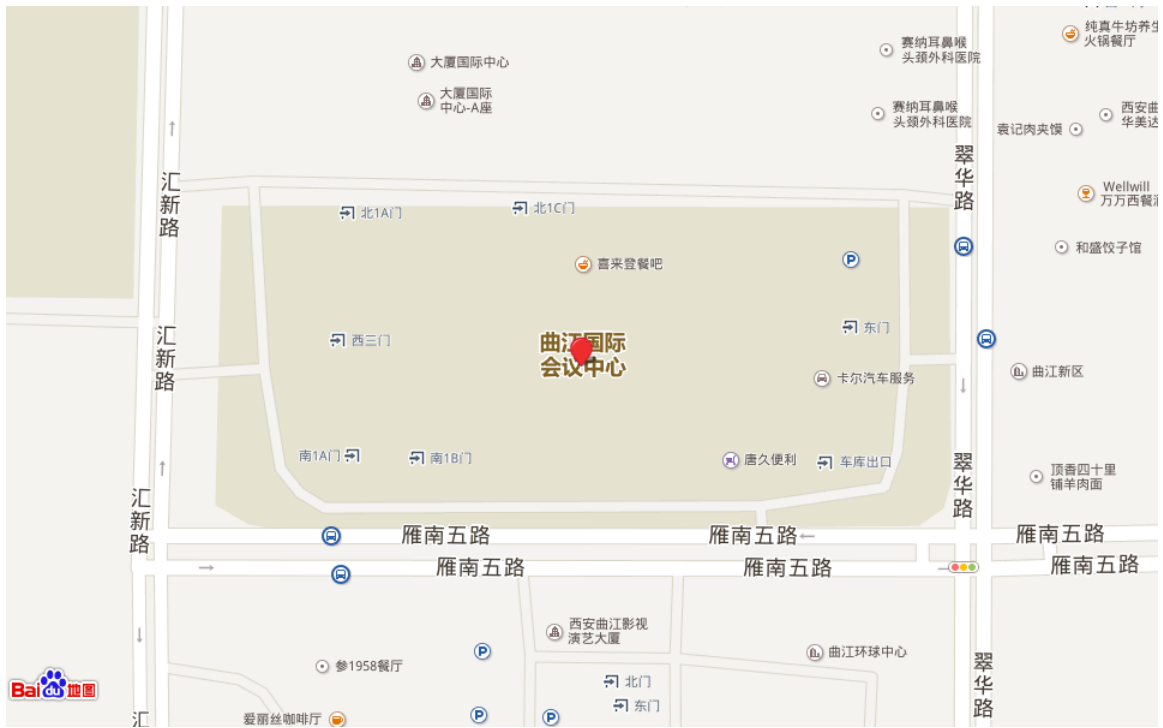 纯真牛坊养生
火锅餐厅
赛纳耳鼻喉
头颈外科医院
大厦国际中心
大厦国际
中心-A座
赛纳耳鼻喉
头颈外科医院
西安曲
华美达
袁记肉夹馍
翠华路
汇新路
Wellwill
万万西餐酒
北1A门
北1C门
和盛饺子馆
喜来登餐吧
P
汇新路
西三门
曲江国际
会议中心
东门
卡尔汽车服务
曲江新区
南1A门
南1B门
唐久便利
车库出口
翠华路
顶香四十里
铺羊肉面
汇新路
雁南五路
雁南五路
雁南五路
雁南五路
雁南五路
雁南五路
西安曲江影视
演艺大厦
P
曲江环球中心
参1958餐厅
翠华路
北门
Bai du 地图
东门
爱丽丝咖啡厅
P
P
汇